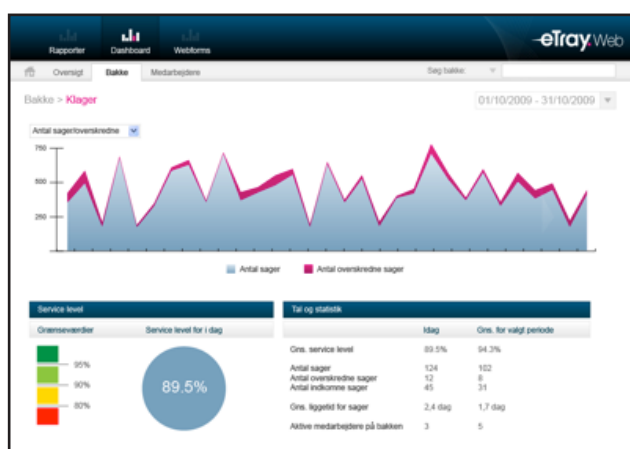 eTray.Web
Rapporter Dashboard Webforms
Oversigt Bakke Medarbejdere Søg bakke:
Bakke > Klager 01/10/2009 - 31/10/2009
Antal sager/overskredne
750
500
250
Antal sager Antal overskredne sager
Service level
Grænseværdier Service level for i dag
95%
90%
80%
89.5%
Tal og statistik
Idag Gns. for valgt periode
Gns. service level 89.5% 94.3%
Antal sager 124 102
Antal overskredne sager 12 8
Antal indkomne sager 45 31
Gns. liggetid for sager 2,4 dag 1,7 dag
Aktive medarbejdere på bakken 3 5